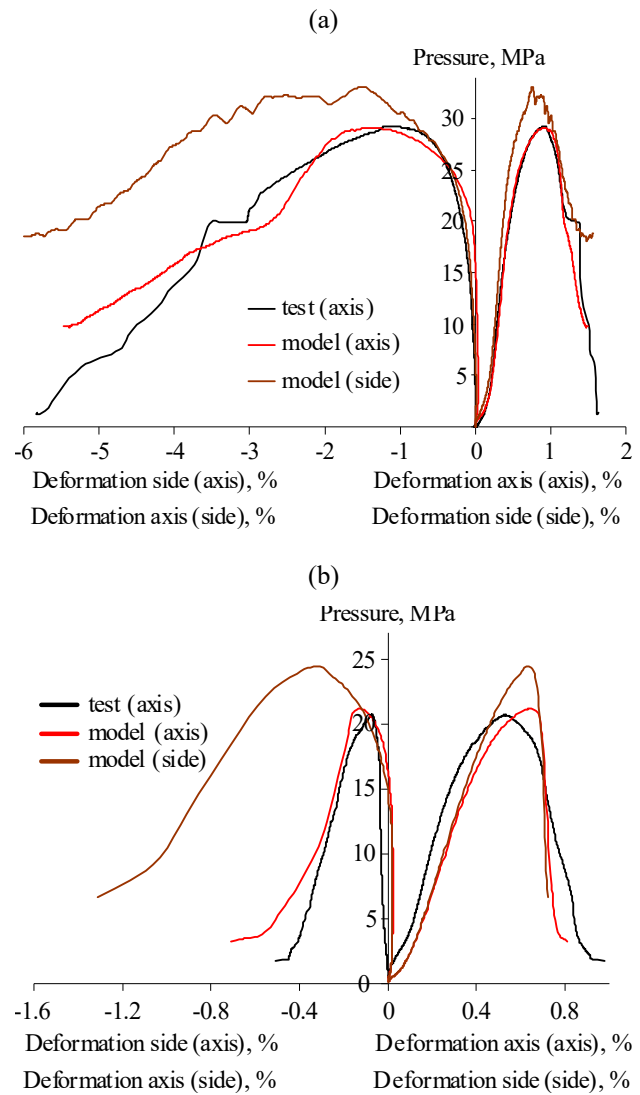 (a)
Pressure, MPa
30
25
20
15
10
5
test (axis)
model (axis)
model (side)
-6 -5 -4 -3 -2 -1 0 1 2
Deformation side (axis), % Deformation axis (axis), %
Deformation axis (side), % Deformation side (side), %
(b)
Pressure, MPa
25
20
15
10
5
0
test (axis)
model (axis)
model (side)
-1.6 -1.2 -0.8 -0.4 0 0.4 0.8
Deformation side (axis), % Deformation axis (axis), %
Deformation axis (side), % Deformation side (side), %